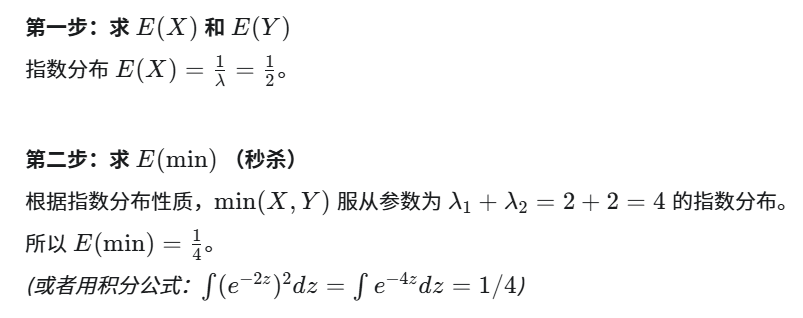 第一步：求 E(X) 和 E(Y)
指数分布 E(X) = 1/λ = 1/2。
第二步：求 E(min)（秒杀）
根据指数分布性质，min(X, Y) 服从参数为 λ₁ + λ₂ = 2 + 2 = 4 的指数分布。
所以 E(min) = 1/4。
(或者用积分公式：∫(e⁻²ᶻ)²dz = ∫ e⁻⁴ᶻdz = 1/4)